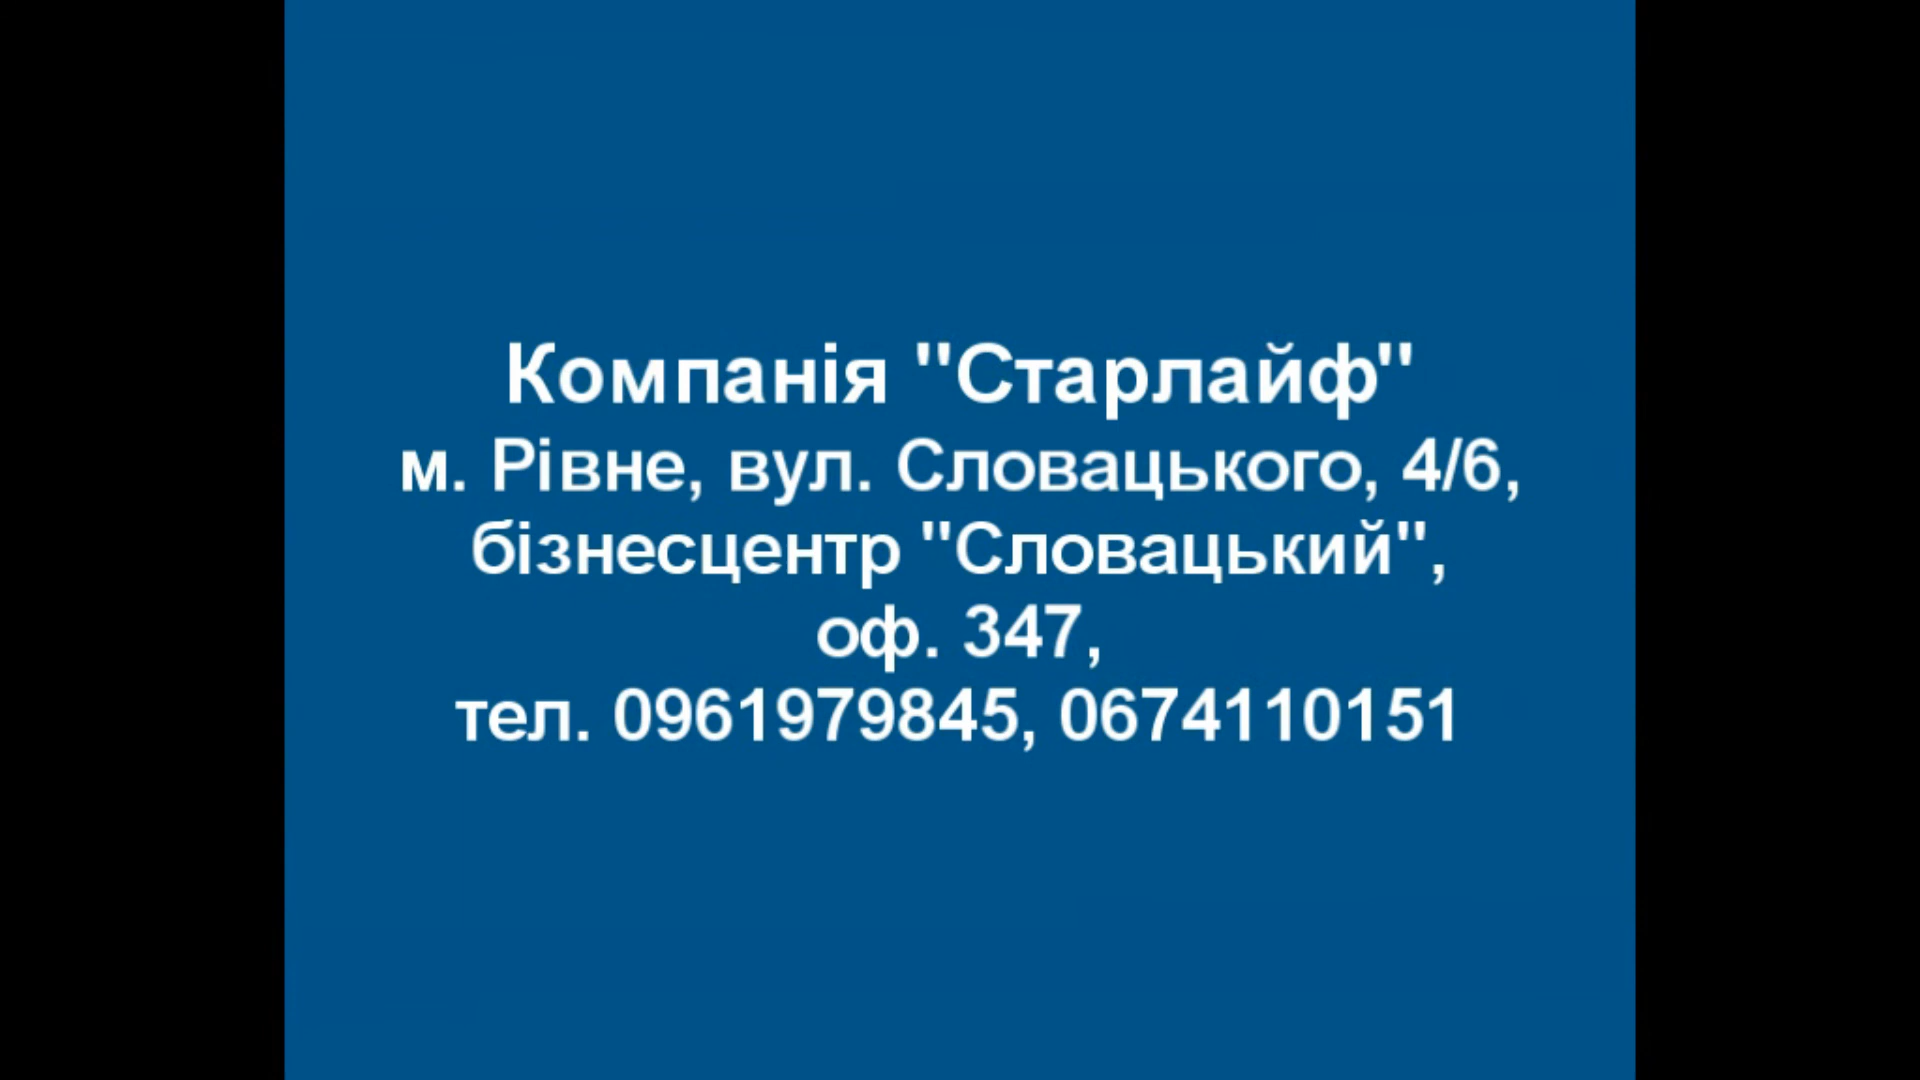 Компанія "Старлайф"
м. Рівне, вул. Словацького, 4/6,
бізнесцентр "Словацький",
оф. 347,
тел. 0961979845, 0674110151